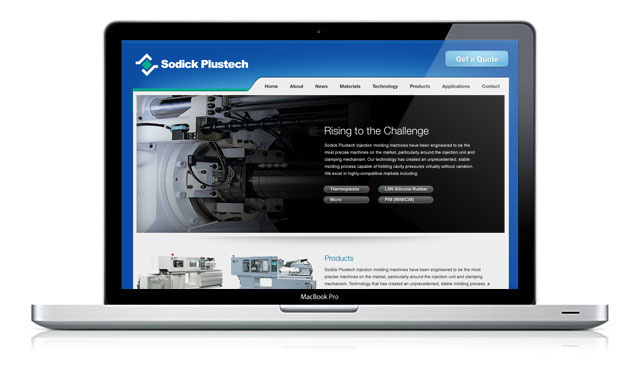 Sodick Plustech
Get a Quote
Home About News Materials Technology Products Applications Contact
Rising to the Challenge
Sodick Plustech injection molding machines have been engineered to be the
most precise machines on the market, particularly around the injection unit and
clamping mechanism. Our technology has created an unprecedented, stable
molding process capable of holding cavity pressures virtually without variation.
We excel in highly-competitive markets including:
Thermoplastic LSR-Silicone Rubber
Micro PIM (MIM/CIM)
Products
Sodick Plustech injection molding machines have been engineered to be the most
precise machines on the market, particularly around the injection unit and clamping
mechanism. Technology that has created an unprecedented, stable molding process, a
MacBook Pro